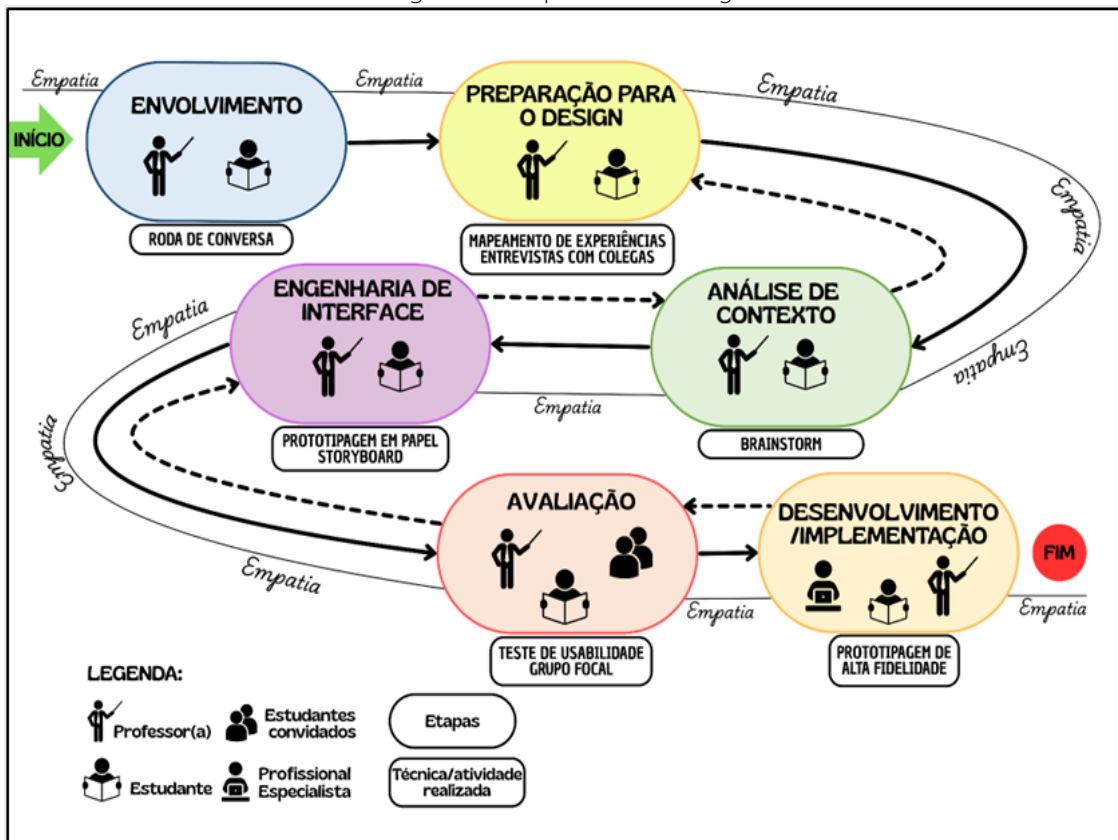 Empatia
Empatia
Empatia
INÍCIO
ENVOLVIMENTO
RODA DE CONVERSA
PREPARAÇÃO PARA
O DESIGN
MAPEAMENTO DE EXPERIÊNCIAS
ENTREVISTAS COM COLEGAS
Empatia
Empatia
ENGENHARIA DE
INTERFACE
PROTOTIPAGEM EM PAPEL
STORYBOARD
Empatia
ANÁLISE DE
CONTEXTO
BRAINSTORM
Empatia
Empatia
Empatia
AVALIAÇÃO
TESTE DE USABILIDADE
GRUPO FOCAL
Empatia
DESENVOLVIMENTO
/IMPLEMENTAÇÃO
PROTOTIPAGEM DE
ALTA FIDELIDADE
FIM
Empatia
LEGENDA:
Professor(a)
Estudantes
convidados
Etapas
Estudante
Profissional
Especialista
Técnica/atividade
realizada